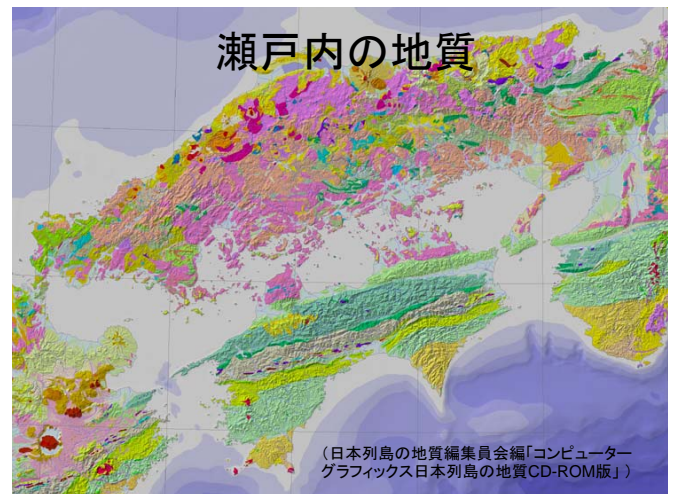 瀬戸内の地質
（日本列島の地質編集員会編「コンピューター
グラフィックス日本列島の地質CD-ROM版」）